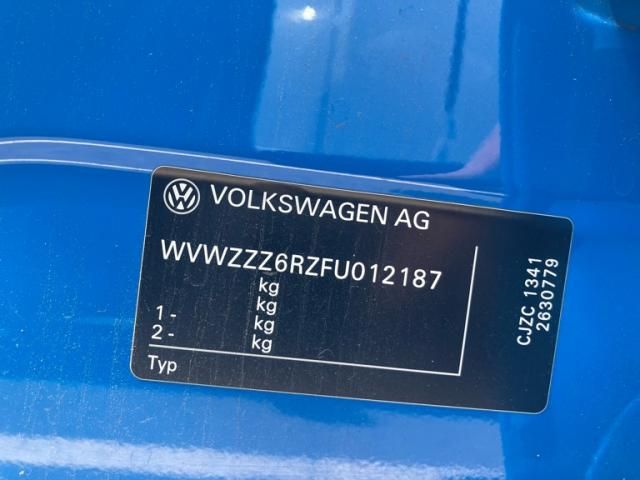 VOLKSWAGEN AG
WVWZZZ6RZFU012187
kg
kg
1- kg
2- kg
Typ
CJZC 1341
2630779